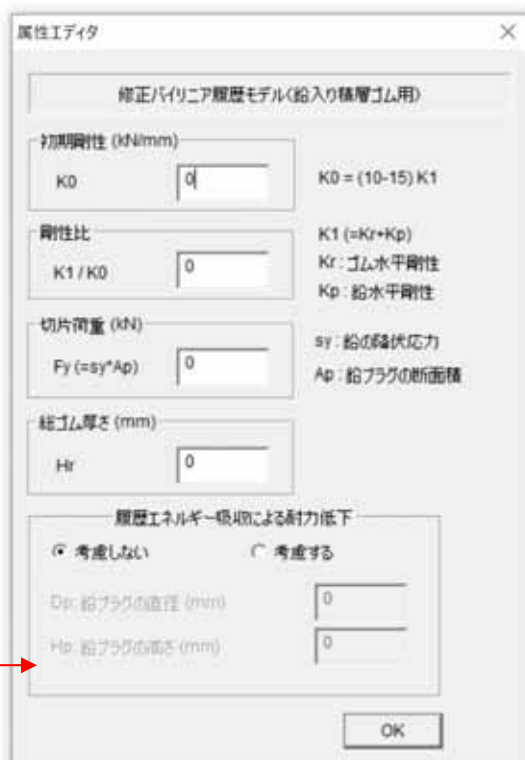 属性エディタ
修正バイリニア履歴モデル(鉛入り積層ゴム用)
初期剛性 (kN/mm)
K0
0
K0 = (10-15) K1
剛性比
K1 / K0
0
K1 (=Kr+Kp)
Kr : ゴム水平剛性
Kp : 鉛水平剛性
切片荷重 (kN)
Fy (=sy*Ap)
0
sy : 鉛の降伏応力
Ap : 鉛プラグの断面積
総ゴム厚さ (mm)
Hr
0
履歴エネルギー吸収による耐力低下
考慮しない
考慮する
Dp: 鉛プラグの直径 (mm)
0
Hp: 鉛プラグの高さ (mm)
0
OK